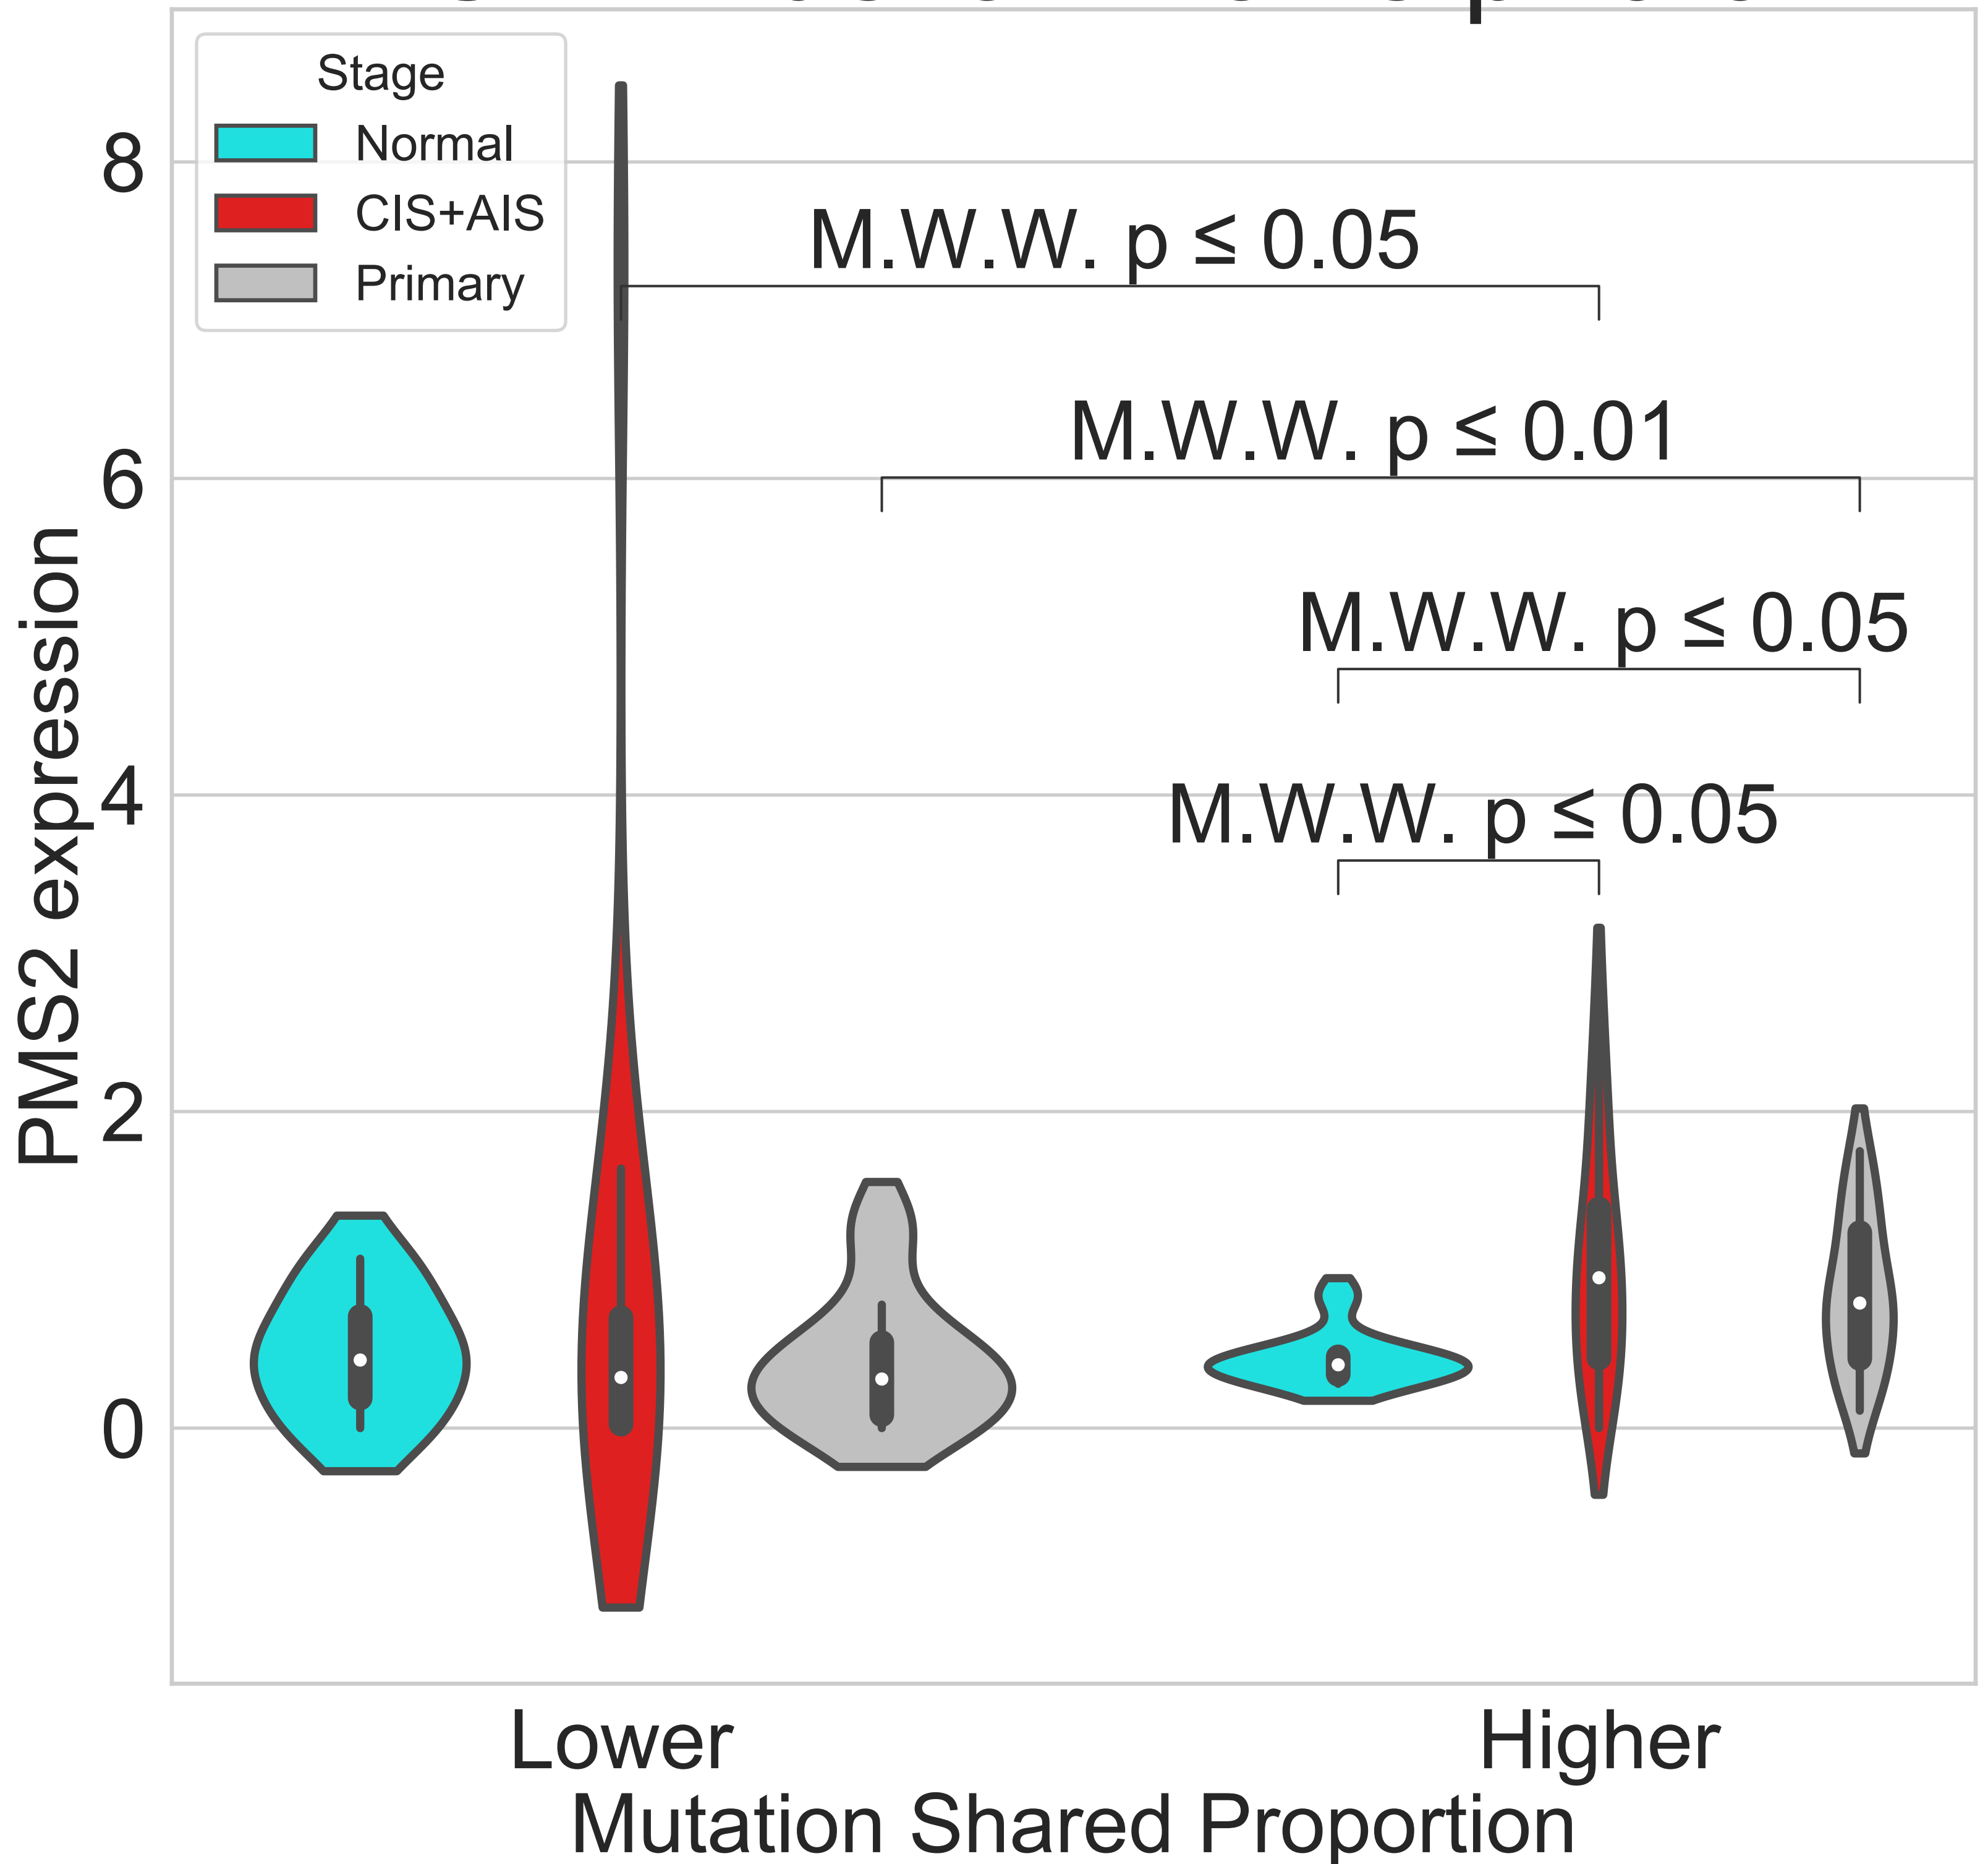 Stage
Normal
CIS+AIS
Primary
8
6
4
2
0
PMS2 expression
M.W.W. p ≤ 0.05
M.W.W. p ≤ 0.01
M.W.W. p ≤ 0.05
M.W.W. p ≤ 0.05
Lower
Higher
Mutation Shared Proportion